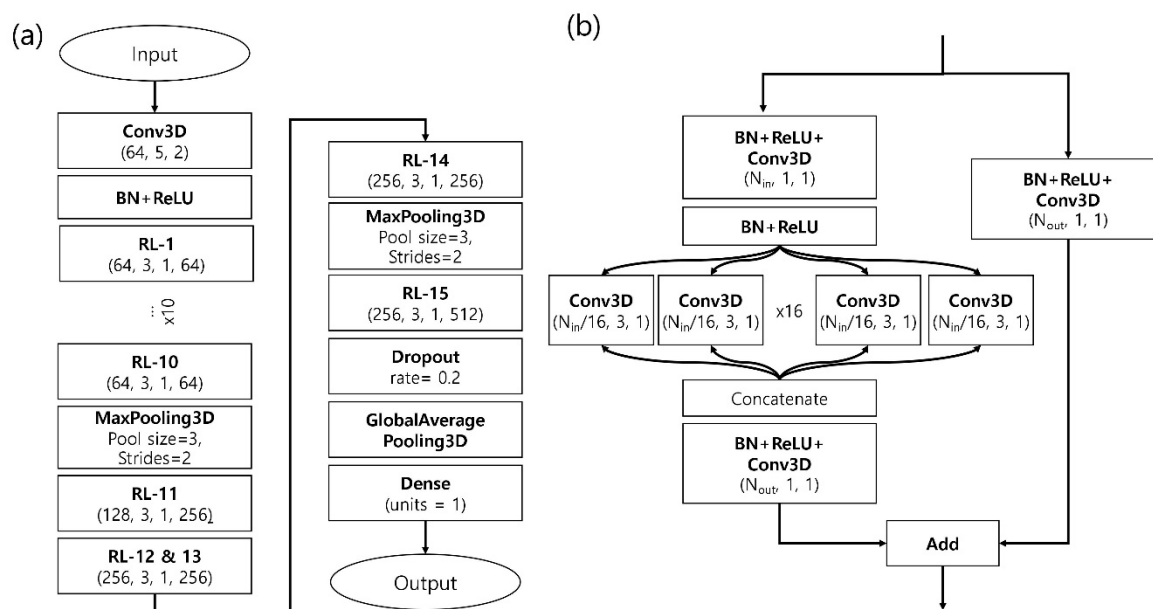 (a)
Input
Conv3D
(64, 5, 2)
BN+ReLU
RL-1
(64, 3, 1, 64)
... x10
RL-10
(64, 3, 1, 64)
MaxPooling3D
Pool size=3,
Strides=2
RL-11
(128, 3, 1, 256)
RL-12 & 13
(256, 3, 1, 256)
RL-14
(256, 3, 1, 256)
MaxPooling3D
Pool size=3,
Strides=2
RL-15
(256, 3, 1, 512)
Dropout
rate= 0.2
GlobalAverage
Pooling3D
Dense
(units = 1)
Output
(b)
BN+ReLU+
Conv3D
(Nin, 1, 1)
BN+ReLU+
Conv3D
(Nout, 1, 1)
BN+ReLU
Conv3D
(Nin/16, 3, 1)
Conv3D
(Nin/16, 3, 1)
x16
Conv3D
(Nin/16, 3, 1)
Conv3D
(Nin/16, 3, 1)
Concatenate
BN+ReLU+
Conv3D
(Nout, 1, 1)
Add